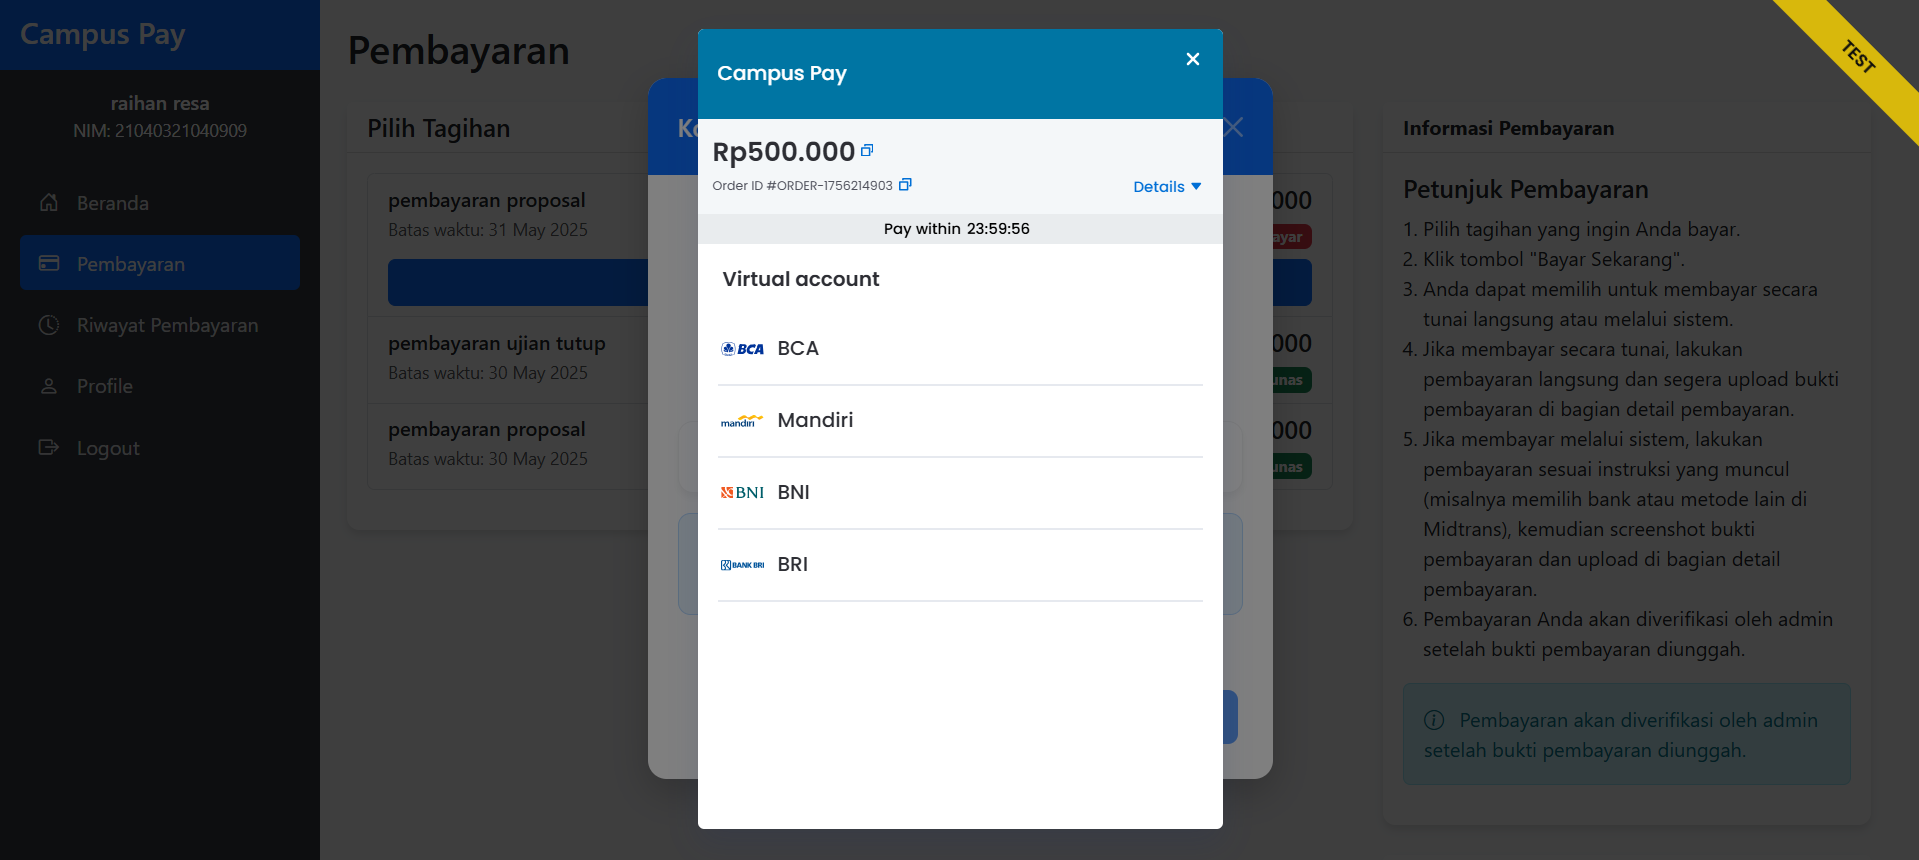 Campus Pay
raihan resa
NIM: 21040321040909
Beranda
Pembayaran
Riwayat Pembayaran
Profile
Logout
Pembayaran
Pilih Tagihan
pembayaran proposal
Batas waktu: 31 May 2025
000
ayar
pembayaran ujian tutup
Batas waktu: 30 May 2025
000
unas
pembayaran proposal
Batas waktu: 30 May 2025
000
unas
Campus Pay
Rp500.000
Order ID #ORDER-1756214903
Details
Pay within 23:59:56
Virtual account
BCA BCA
mandiri Mandiri
BNI BNI
BANK BRI BRI
Informasi Pembayaran
Petunjuk Pembayaran
1. Pilih tagihan yang ingin Anda bayar.
2. Klik tombol "Bayar Sekarang".
3. Anda dapat memilih untuk membayar secara
tunai langsung atau melalui sistem.
4. Jika membayar secara tunai, lakukan
pembayaran langsung dan segera upload bukti
pembayaran di bagian detail pembayaran.
5. Jika membayar melalui sistem, lakukan
pembayaran sesuai instruksi yang muncul
(misalnya memilih bank atau metode lain di
Midtrans), kemudian screenshot bukti
pembayaran dan upload di bagian detail
pembayaran.
6. Pembayaran Anda akan diverifikasi oleh admin
setelah bukti pembayaran diunggah.
Pembayaran akan diverifikasi oleh admin
setelah bukti pembayaran diunggah.
TEST